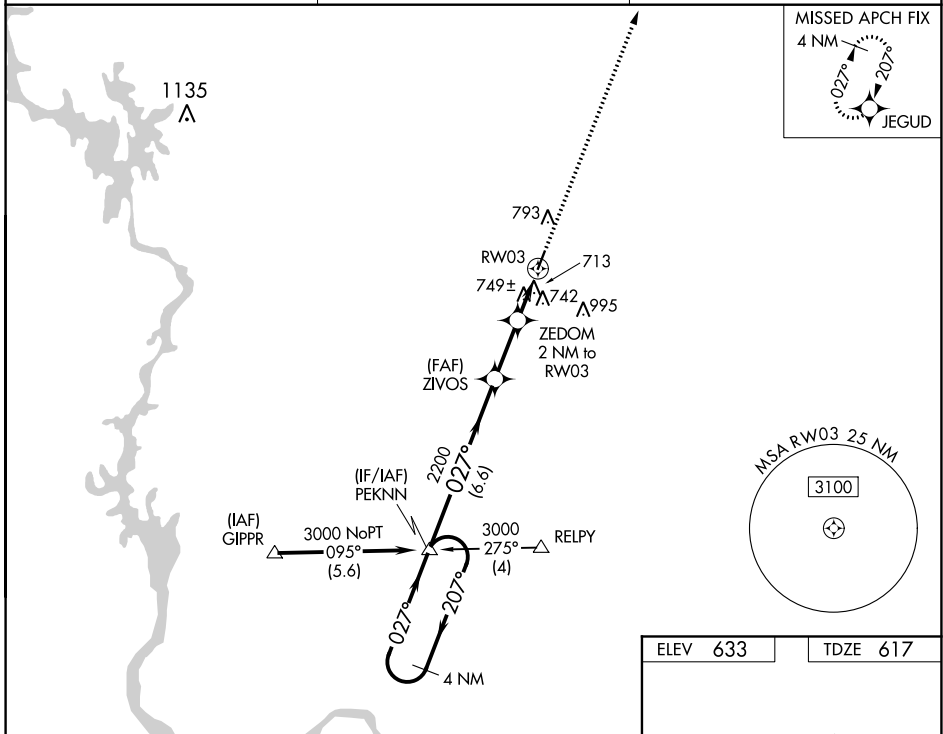 MISSED APCH FIX
4 NM
027°
207°
JEGUD
1135
793
RW03
713
749±
742
995
ZEDOM
2 NM to
RW03
(FAF)
ZIVOS
2200
027°
(6.6)
(IF/IAF)
PEKNN
(IAF)
GIPPR
3000 NoPT
095°
(5.6)
3000
275°
(4)
RELPY
027°
207°
4 NM
MSA RW03 25 NM
3100
ELEV 633
TDZE 617